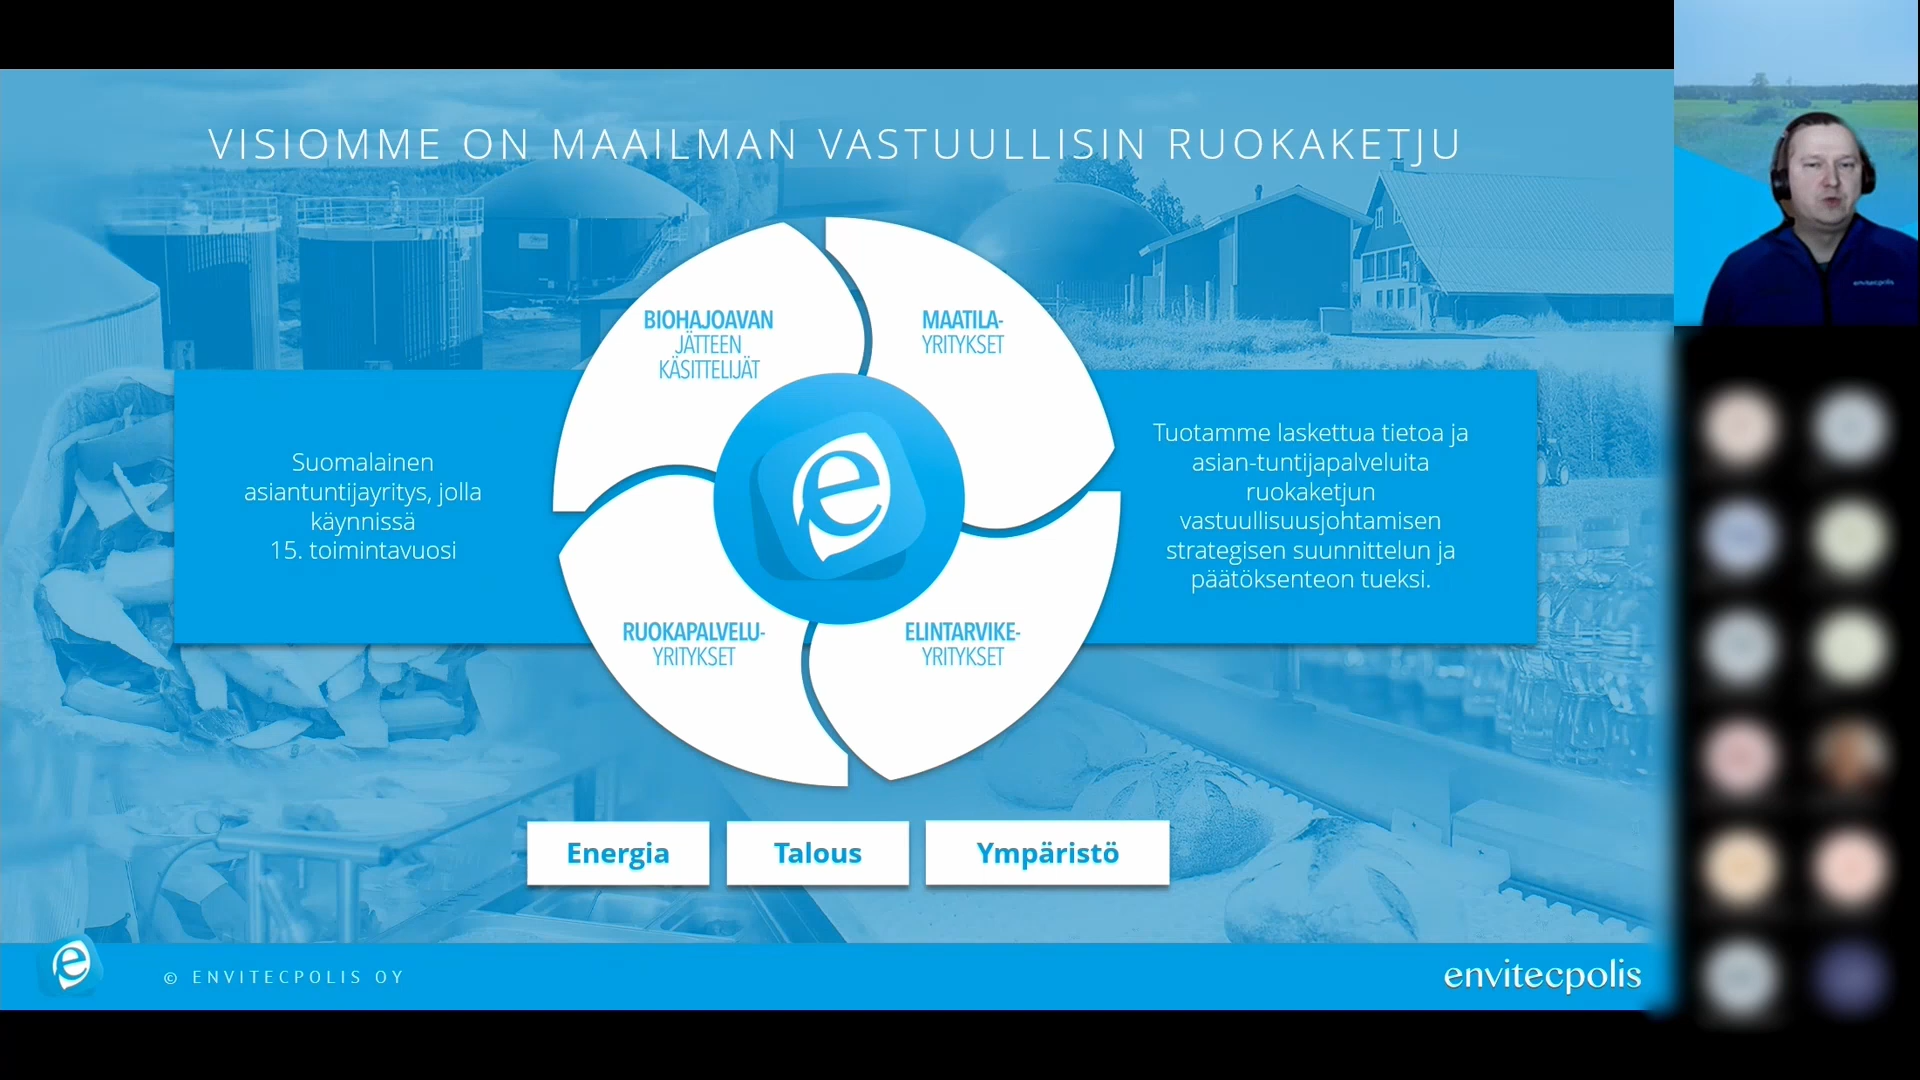 VISIOMME ON MAAILMAN VASTUULLISIN RUOKAKETJU
BIOHAJOAVAN
JÄTTEEN
KÄSITTELIJÄT
MAATILA-
YRITYKSET
Suomalainen
asiantuntijayritys, jolla
käynnissä
15. toimintavuosi
Tuotamme laskettua tietoa ja
asian-tuntijapalveluita
ruokaketjun
vastuullisuusjohtamisen
strategisen suunnittelun ja
päätöksenteon tueksi.
RUOKAPALVELU-
YRITYKSET
ELINTARVIKE-
YRITYKSET
Energia
Talous
Ympäristö
© ENVITECPOLIS OY
envitecpolis
envitecpolis